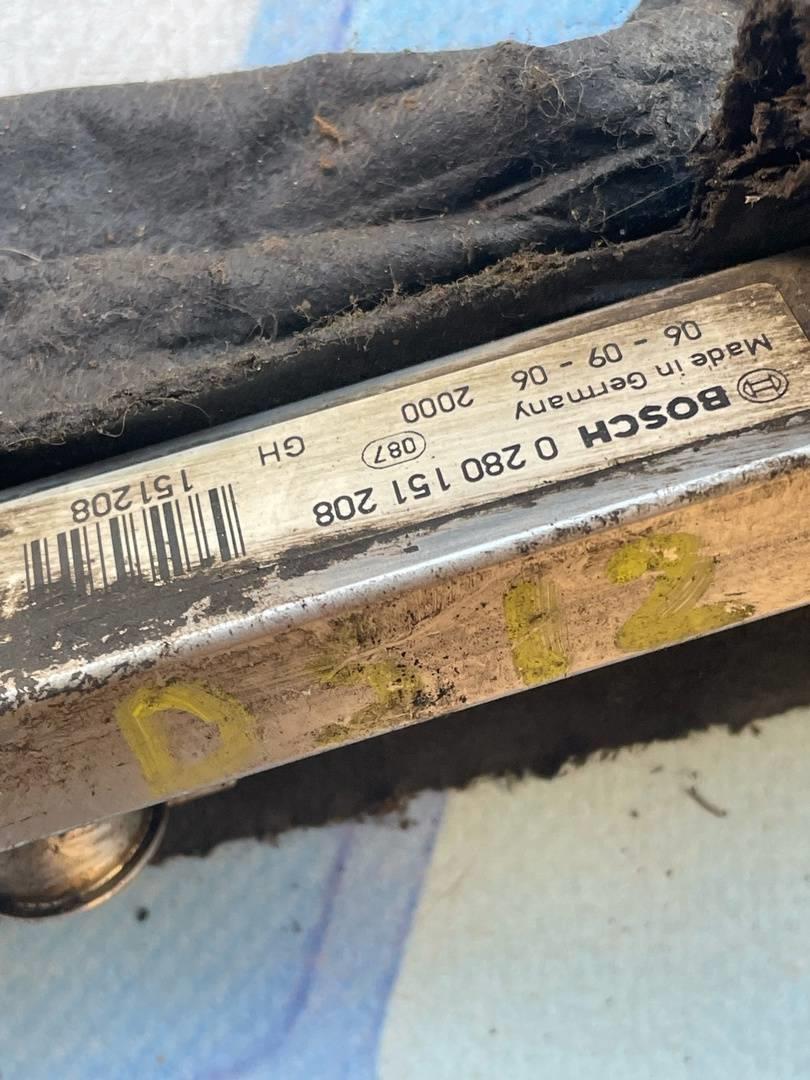 BOSCH 0 280 151 208
Made in Germany 087
06 - 09 - 06 2000 GH 151208
D 12